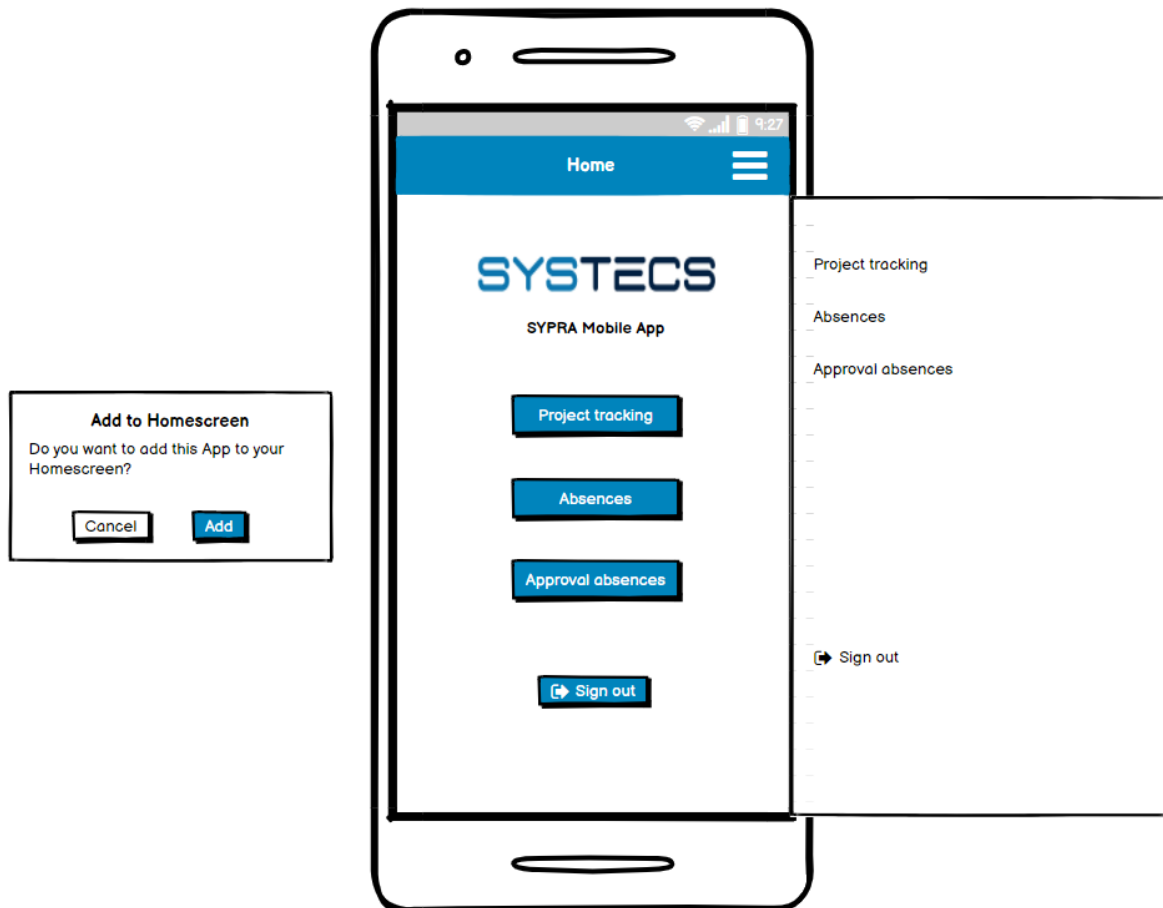 9:27
Home
SYSTECS
SYPRA Mobile App
Project tracking
Absences
Approval absences
Sign out
Add to Homescreen
Do you want to add this App to your
Homescreen?
Cancel
Add
Project tracking
Absences
Approval absences
Sign out